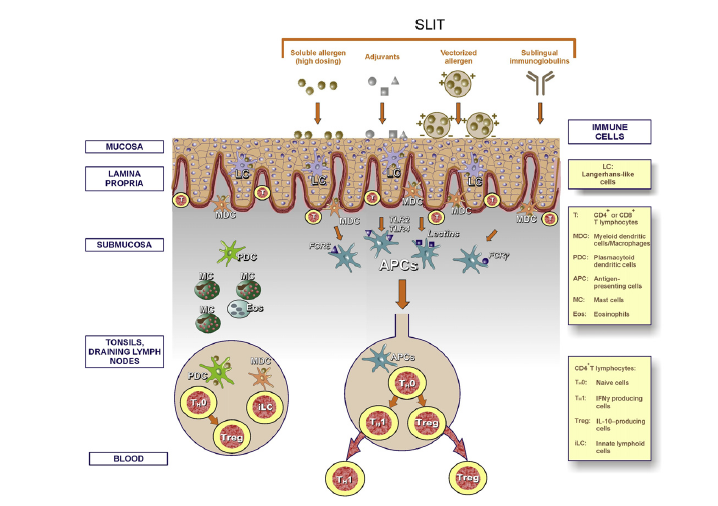 SLIT
Soluble allergen
(high dosing)
Adjuvants
Vectorized
allergen
Sublingual
immunoglobulins
IMMUNE
CELLS
MUCOSA
LAMINA
PROPRIA
SUBMUCOSA
TONSILS,
DRAINING LYMPH
NODES
BLOOD
LC
LC
LC
LC
T
T
T
T
T
MDC
MDC
MDC
MDC
MDC
TLR2
TLR4
Lectins
FCRε
FCRγ
APCs
PDC
MC
MC
MC
Eos
PDC
MDC
TH0
iLC
Treg
APCs
TH0
TH1
Treg
TH1
Treg
LC:
Langerhans-like
cells
T: CD4+ or CD8+
T lymphocytes
MDC: Myeloid dendritic
cells/Macrophages
PDC: Plasmacytoid
dendritic cells
APC: Antigen-
presenting cells
MC: Mast cells
Eos: Eosinophils
CD4+T lymphocytes:
TH0: Naive cells
TH1: IFNγ producing
cells
Treg: IL-10–producing
cells
iLC: Innate lymphoid
cells